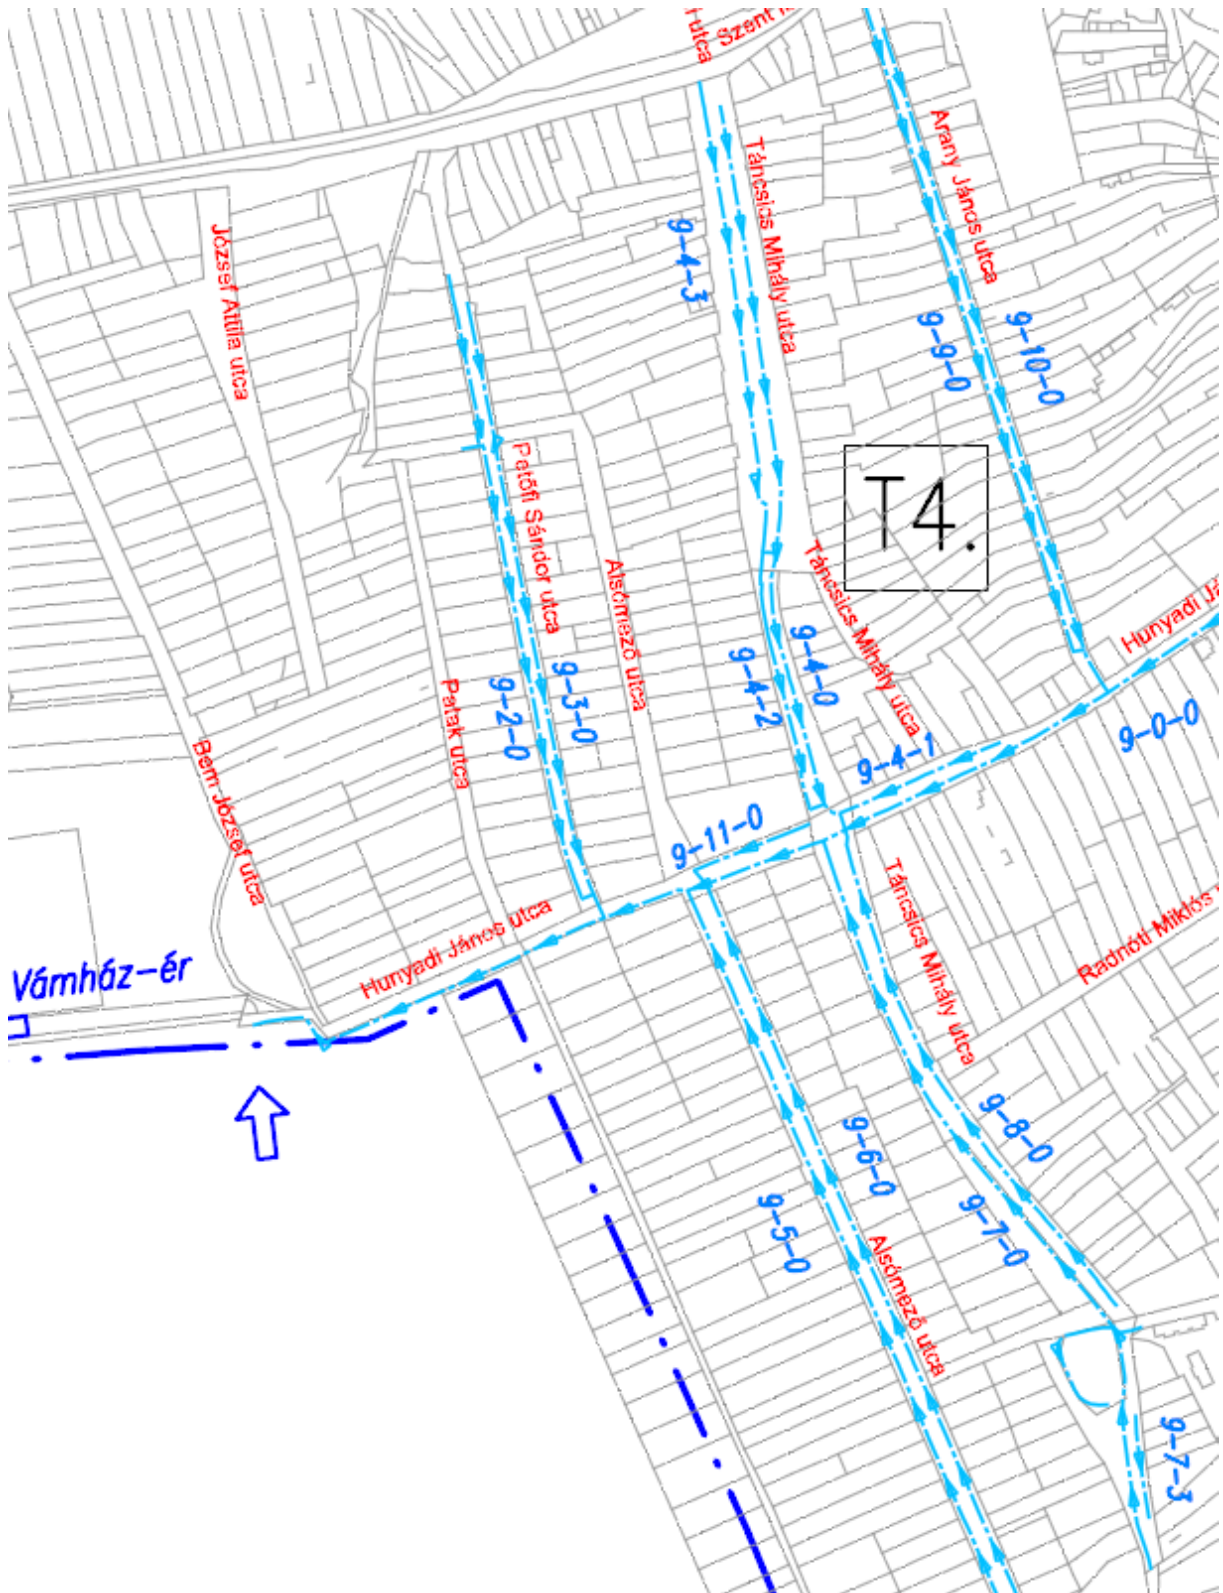 utca
Szent
Arany János utca
Táncsics Mihály utca
9-4-3
József Attila utca
9-9-0
9-10-0
Petőfi Sándor utca
T4.
Alsómező utca
Táncsics Mihály utca
Hunyadi
9-4-0
9-4-2
9-3-0
9-2-0
Patak utca
9-0-0
Bem József utca
9-4-1
9-11-0
Táncsics Mihály utca
Hunyadi János utca
Radnóti Miklós
Vámház-ér
9-8-0
9-6-0
9-7-0
9-5-0
Alsómező utca
9-7-3